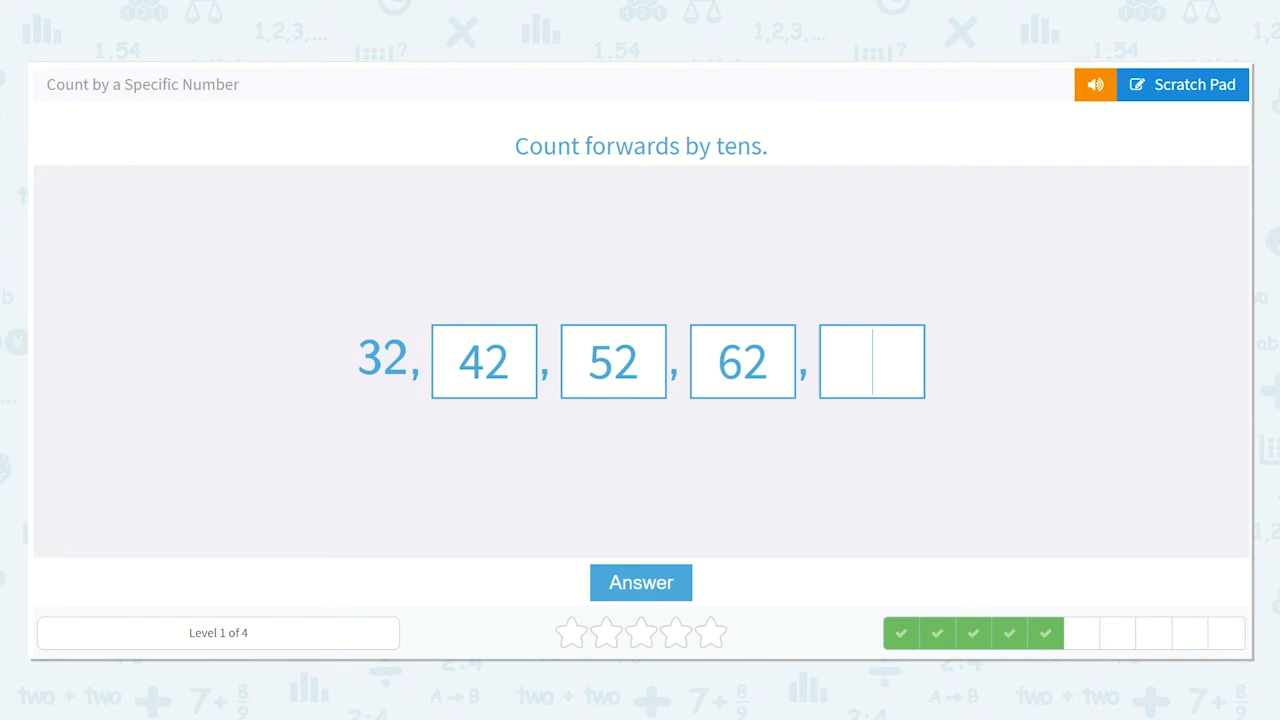 Count by a Specific Number
Scratch Pad
Count forwards by tens.
32, 42, 52, 62,
Answer
Level 1 of 4